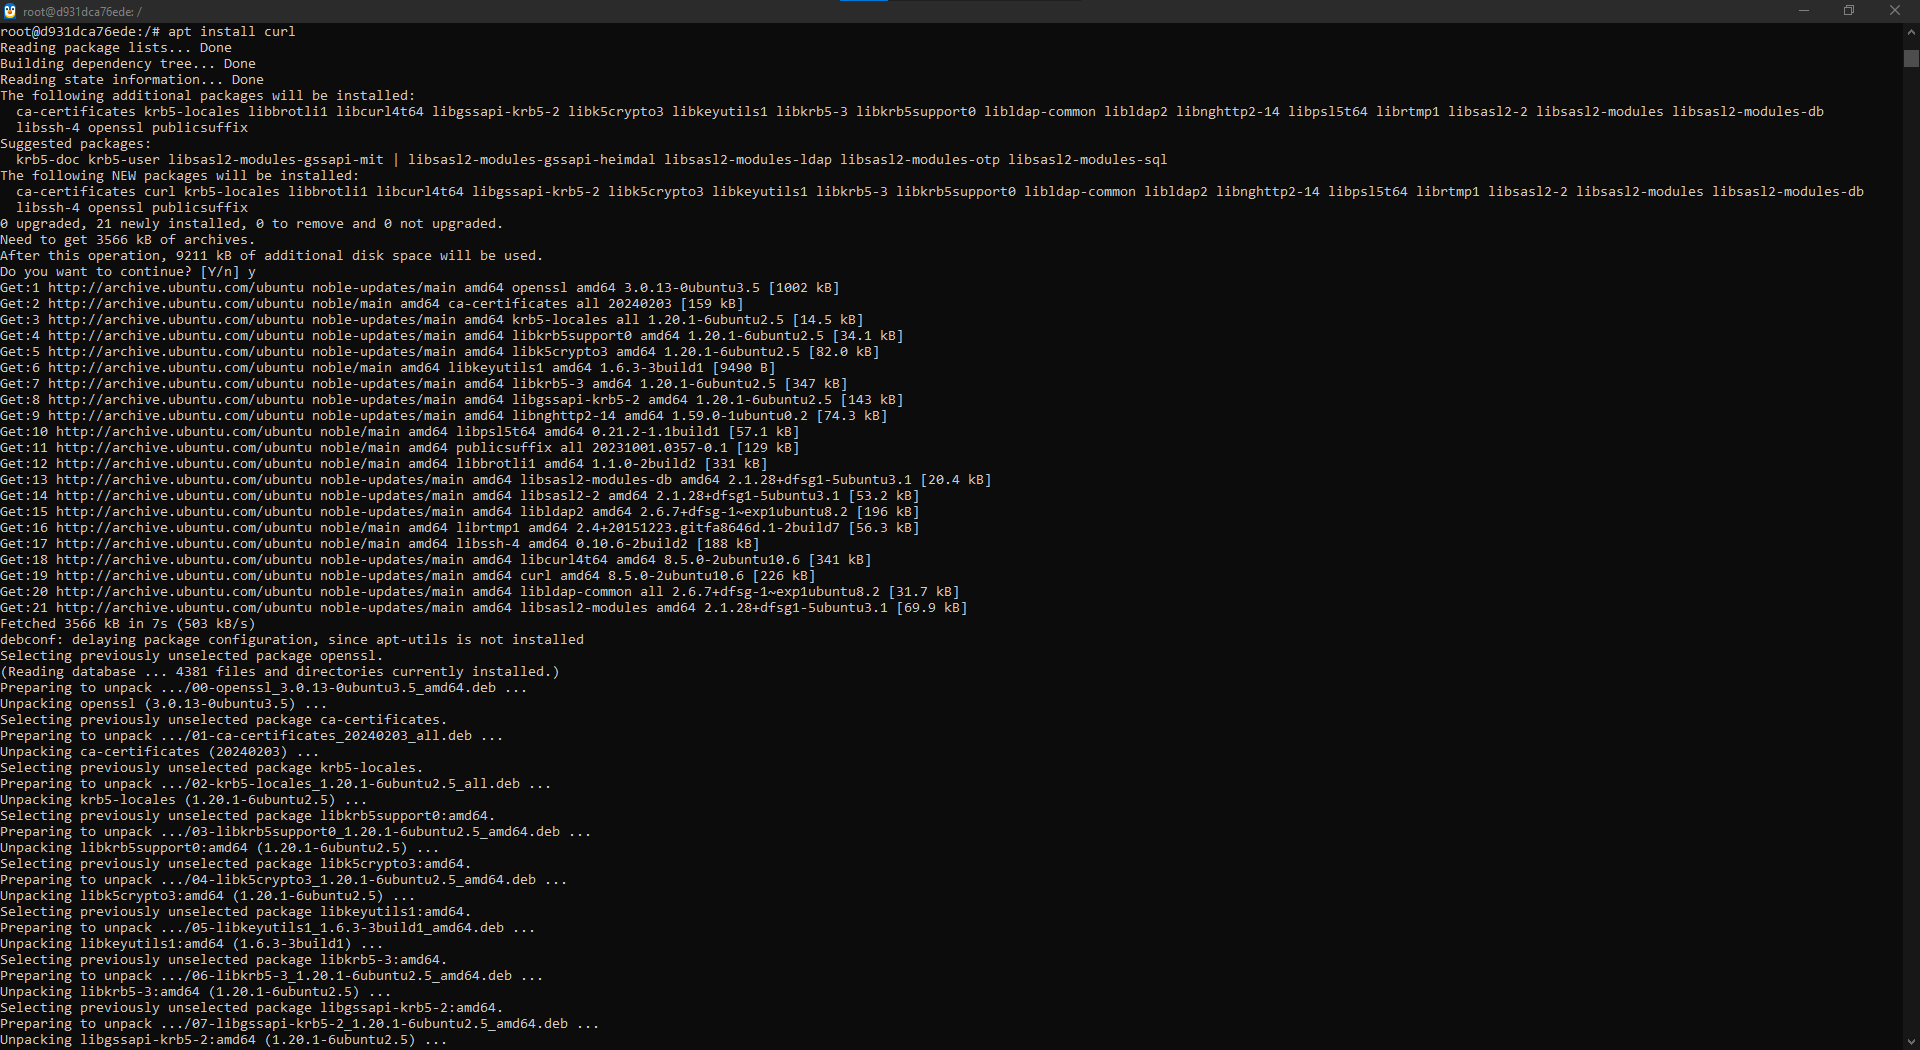 root@d931dca76ede: /
root@d931dca76ede:/# apt install curl
Reading package lists... Done
Building dependency tree... Done
Reading state information... Done
The following additional packages will be installed:
  ca-certificates krb5-locales libbrotli1 libcurl4t64 libgssapi-krb5-2 libk5crypto3 libkeyutils1 libkrb5-3 libkrb5support0 libldap-common libldap2 libnghttp2-14 libpsl5t64 librtmp1 libsasl2-2 libsasl2-modules libsasl2-modules-db
  libssh-4 openssl publicsuffix
Suggested packages:
  krb5-doc krb5-user libsasl2-modules-gssapi-mit | libsasl2-modules-gssapi-heimdal libsasl2-modules-ldap libsasl2-modules-otp libsasl2-modules-sql
The following NEW packages will be installed:
  ca-certificates curl krb5-locales libbrotli1 libcurl4t64 libgssapi-krb5-2 libk5crypto3 libkeyutils1 libkrb5-3 libkrb5support0 libldap-common libldap2 libnghttp2-14 libpsl5t64 librtmp1 libsasl2-2 libsasl2-modules libsasl2-modules-db
  libssh-4 openssl publicsuffix
0 upgraded, 21 newly installed, 0 to remove and 0 not upgraded.
Need to get 3566 kB of archives.
After this operation, 9211 kB of additional disk space will be used.
Do you want to continue? [Y/n] y
Get:1 http://archive.ubuntu.com/ubuntu noble-updates/main amd64 openssl amd64 3.0.13-0ubuntu3.5 [1002 kB]
Get:2 http://archive.ubuntu.com/ubuntu noble/main amd64 ca-certificates all 20240203 [159 kB]
Get:3 http://archive.ubuntu.com/ubuntu noble-updates/main amd64 krb5-locales all 1.20.1-6ubuntu2.5 [14.5 kB]
Get:4 http://archive.ubuntu.com/ubuntu noble-updates/main amd64 libkrb5support0 amd64 1.20.1-6ubuntu2.5 [34.1 kB]
Get:5 http://archive.ubuntu.com/ubuntu noble-updates/main amd64 libk5crypto3 amd64 1.20.1-6ubuntu2.5 [82.0 kB]
Get:6 http://archive.ubuntu.com/ubuntu noble/main amd64 libkeyutils1 amd64 1.6.3-3build1 [9490 B]
Get:7 http://archive.ubuntu.com/ubuntu noble-updates/main amd64 libkrb5-3 amd64 1.20.1-6ubuntu2.5 [347 kB]
Get:8 http://archive.ubuntu.com/ubuntu noble-updates/main amd64 libgssapi-krb5-2 amd64 1.20.1-6ubuntu2.5 [143 kB]
Get:9 http://archive.ubuntu.com/ubuntu noble-updates/main amd64 libnghttp2-14 amd64 1.59.0-1ubuntu0.2 [74.3 kB]
Get:10 http://archive.ubuntu.com/ubuntu noble/main amd64 libpsl5t64 amd64 0.21.2-1.1build1 [57.1 kB]
Get:11 http://archive.ubuntu.com/ubuntu noble/main amd64 publicsuffix all 20231001.0357-0.1 [129 kB]
Get:12 http://archive.ubuntu.com/ubuntu noble/main amd64 libbrotli1 amd64 1.1.0-2build2 [331 kB]
Get:13 http://archive.ubuntu.com/ubuntu noble-updates/main amd64 libsasl2-modules-db amd64 2.1.28+dfsg1-5ubuntu3.1 [20.4 kB]
Get:14 http://archive.ubuntu.com/ubuntu noble-updates/main amd64 libsasl2-2 amd64 2.1.28+dfsg1-5ubuntu3.1 [53.2 kB]
Get:15 http://archive.ubuntu.com/ubuntu noble-updates/main amd64 libldap2 amd64 2.6.7+dfsg-1~exp1ubuntu8.2 [196 kB]
Get:16 http://archive.ubuntu.com/ubuntu noble/main amd64 librtmp1 amd64 2.4+20151223.gitfa8646d.1-2build7 [56.3 kB]
Get:17 http://archive.ubuntu.com/ubuntu noble/main amd64 libssh-4 amd64 0.10.6-2build2 [188 kB]
Get:18 http://archive.ubuntu.com/ubuntu noble-updates/main amd64 libcurl4t64 amd64 8.5.0-2ubuntu10.6 [341 kB]
Get:19 http://archive.ubuntu.com/ubuntu noble-updates/main amd64 curl amd64 8.5.0-2ubuntu10.6 [226 kB]
Get:20 http://archive.ubuntu.com/ubuntu noble-updates/main amd64 libldap-common all 2.6.7+dfsg-1~exp1ubuntu8.2 [31.7 kB]
Get:21 http://archive.ubuntu.com/ubuntu noble-updates/main amd64 libsasl2-modules amd64 2.1.28+dfsg1-5ubuntu3.1 [69.9 kB]
Fetched 3566 kB in 7s (503 kB/s)
debconf: delaying package configuration, since apt-utils is not installed
Selecting previously unselected package openssl.
(Reading database ... 4381 files and directories currently installed.)
Preparing to unpack .../00-openssl_3.0.13-0ubuntu3.5_amd64.deb ...
Unpacking openssl (3.0.13-0ubuntu3.5) ...
Selecting previously unselected package ca-certificates.
Preparing to unpack .../01-ca-certificates_20240203_all.deb ...
Unpacking ca-certificates (20240203) ...
Selecting previously unselected package krb5-locales.
Preparing to unpack .../02-krb5-locales_1.20.1-6ubuntu2.5_all.deb ...
Unpacking krb5-locales (1.20.1-6ubuntu2.5) ...
Selecting previously unselected package libkrb5support0:amd64.
Preparing to unpack .../03-libkrb5support0_1.20.1-6ubuntu2.5_amd64.deb ...
Unpacking libkrb5support0:amd64 (1.20.1-6ubuntu2.5) ...
Selecting previously unselected package libk5crypto3:amd64.
Preparing to unpack .../04-libk5crypto3_1.20.1-6ubuntu2.5_amd64.deb ...
Unpacking libk5crypto3:amd64 (1.20.1-6ubuntu2.5) ...
Selecting previously unselected package libkeyutils1:amd64.
Preparing to unpack .../05-libkeyutils1_1.6.3-3build1_amd64.deb ...
Unpacking libkeyutils1:amd64 (1.6.3-3build1) ...
Selecting previously unselected package libkrb5-3:amd64.
Preparing to unpack .../06-libkrb5-3_1.20.1-6ubuntu2.5_amd64.deb ...
Unpacking libkrb5-3:amd64 (1.20.1-6ubuntu2.5) ...
Selecting previously unselected package libgssapi-krb5-2:amd64.
Preparing to unpack .../07-libgssapi-krb5-2_1.20.1-6ubuntu2.5_amd64.deb ...
Unpacking libgssapi-krb5-2:amd64 (1.20.1-6ubuntu2.5) ...